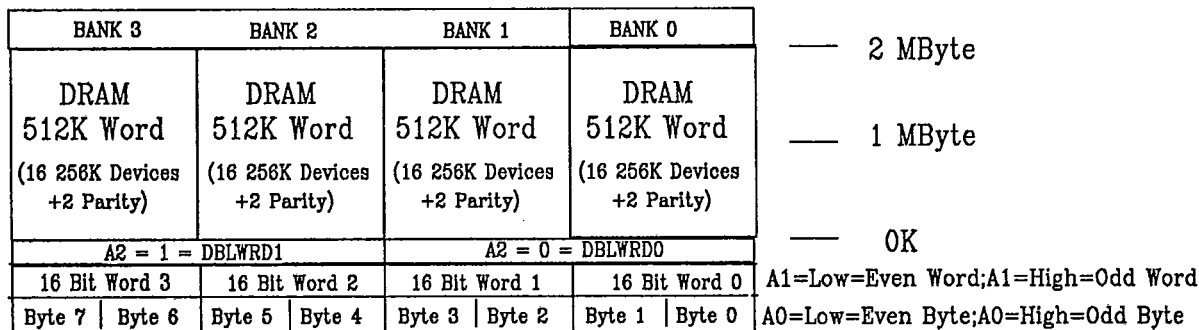 BANK 3 BANK 2 BANK 1 BANK 0
2 MByte
DRAM DRAM DRAM DRAM
512K Word 512K Word 512K Word 512K Word
1 MByte
(16 256K Devices (16 256K Devices (16 256K Devices (16 256K Devices
+2 Parity) +2 Parity) +2 Parity) +2 Parity)
A2 = 1 = DBLWRD1 A2 = 0 = DBLWRD0
0K
16 Bit Word 3 16 Bit Word 2 16 Bit Word 1 16 Bit Word 0 A1=Low=Even Word;A1=High=Odd Word
Byte 7 Byte 6 Byte 5 Byte 4 Byte 3 Byte 2 Byte 1 Byte 0 A0=Low=Even Byte;A0=High=Odd Byte